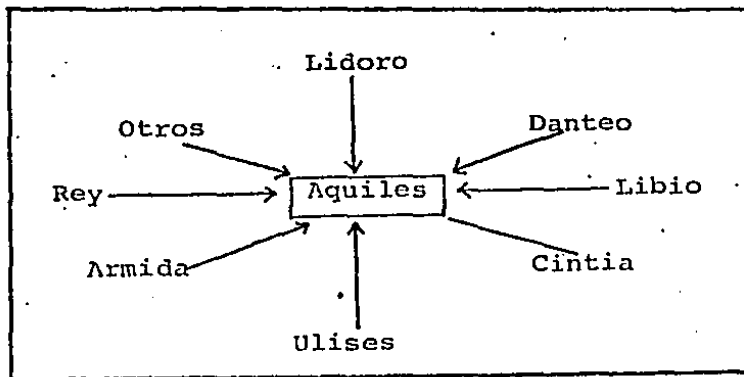 Lidoro
Otros
Danteo
Rey
Aquiles
Libio
Armida
Cintia
Ulises